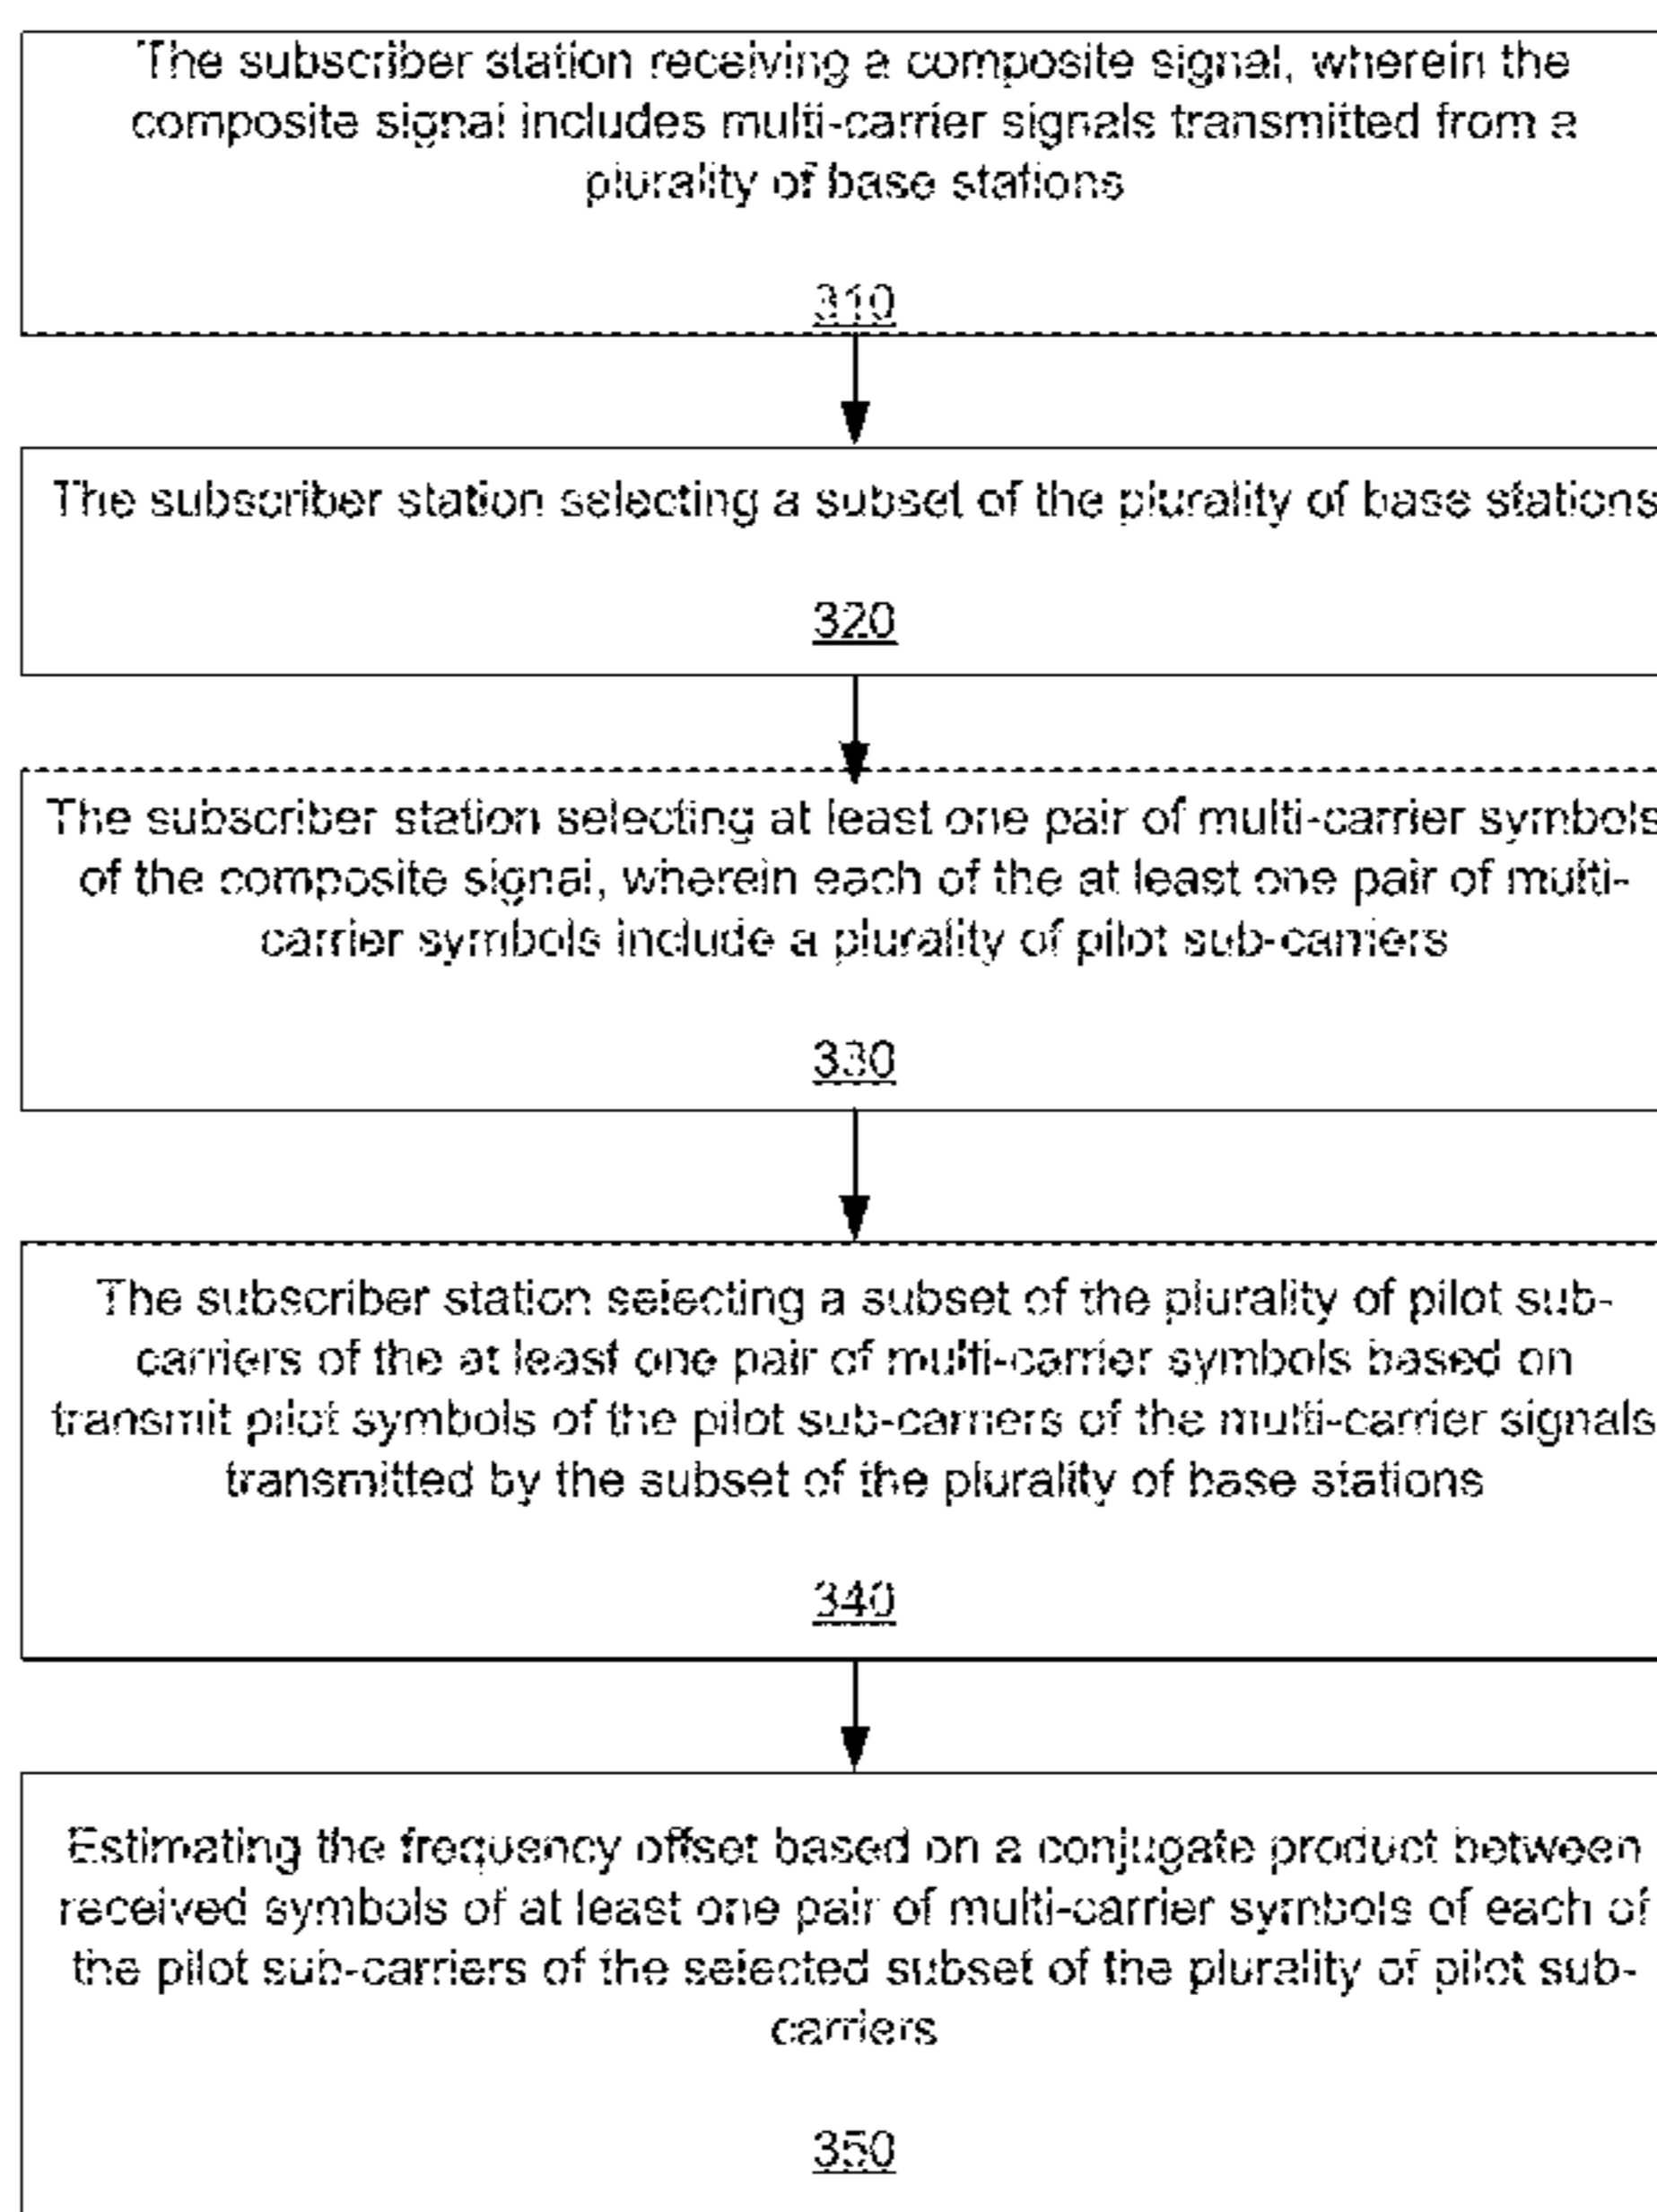 The subscriber station receiving a composite signal, wherein the
composite signal includes multi-carrier signals transmitted from a
plurality of base stations
310
The subscriber station selecting a subset of the plurality of base stations
320
The subscriber station selecting at least one pair of multi-carrier symbols
of the composite signal, wherein each of the at least one pair of multi-
carrier symbols include a plurality of pilot sub-carriers
330
The subscriber station selecting a subset of the plurality of pilot sub-
carriers of the at least one pair of multi-carrier symbols based on
transmit pilot symbols of the pilot sub-carriers of the multi-carrier signals
transmitted by the subset of the plurality of base stations
340
Estimating the frequency offset based on a conjugate product between
received symbols of at least one pair of multi-carrier symbols of each of
the pilot sub-carriers of the selected subset of the plurality of pilot sub-
carriers
350